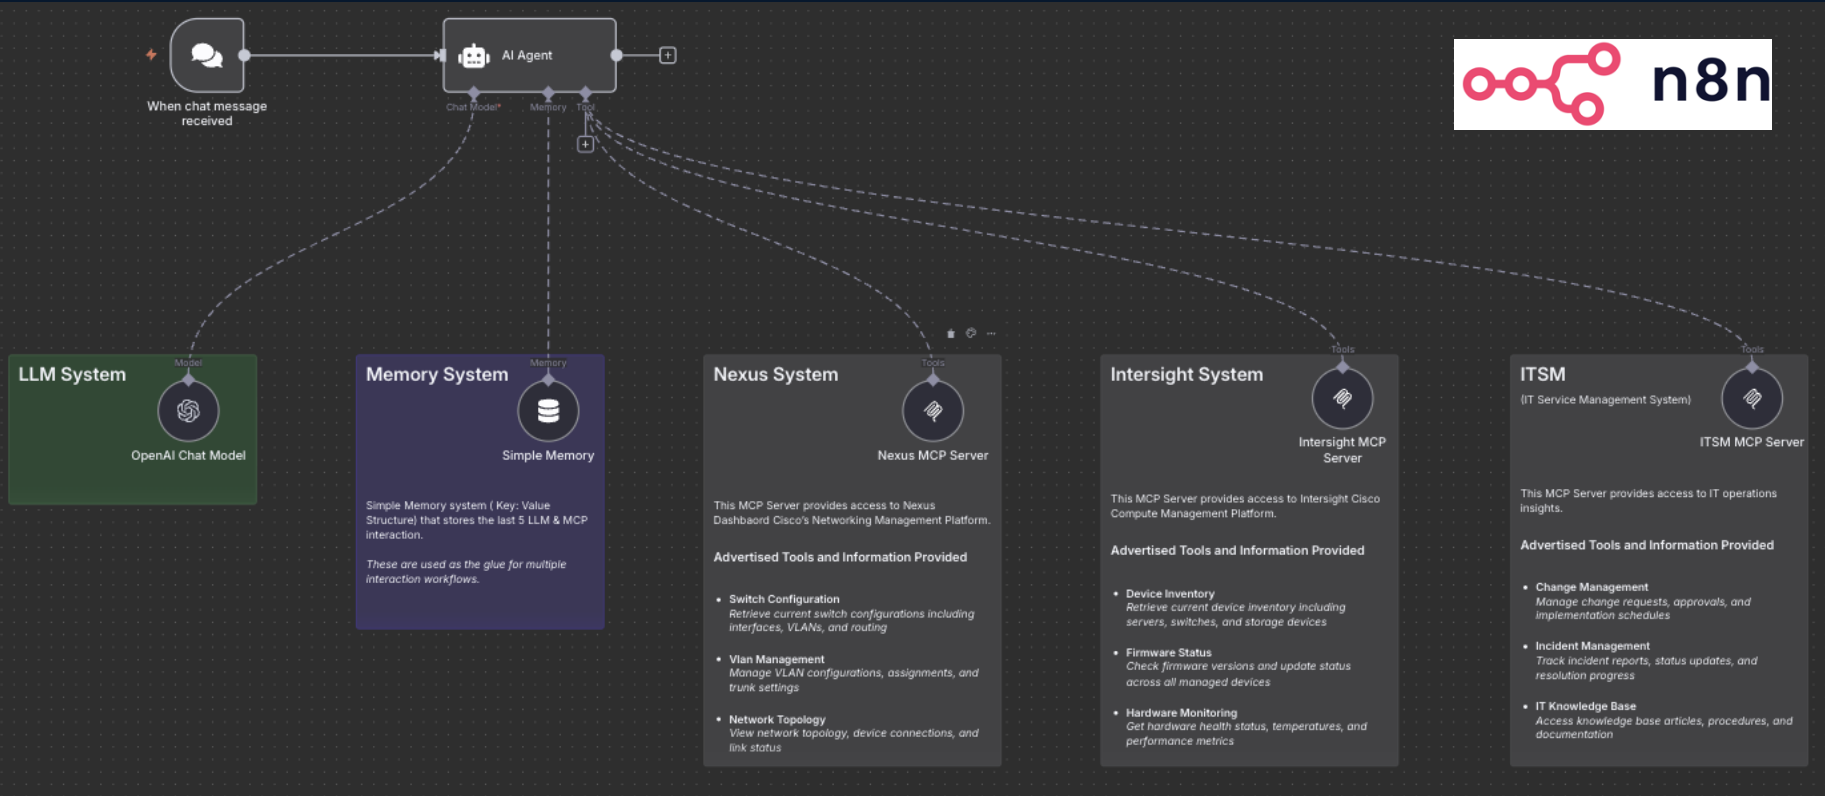 n8n
AI Agent
When chat message
received
Chat Model*
Memory
Tool
Model
LLM System
OpenAI Chat Model
Memory
Memory System
Simple Memory
Simple Memory system ( Key: Value
Structure) that stores the last 5 LLM & MCP
interaction.
These are used as the glue for multiple
interaction workflows.
Tools
Nexus System
Nexus MCP Server
This MCP Server provides access to Nexus
Dashbaord Cisco's Networking Management Platform.
Advertised Tools and Information Provided
• Switch Configuration
Retrieve current switch configurations including
interfaces, VLANs, and routing
• Vlan Management
Manage VLAN configurations, assignments, and
trunk settings
• Network Topology
View network topology, device connections, and
link status
Tools
Intersight System
Intersight MCP
Server
This MCP Server provides access to Intersight Cisco
Compute Management Platform.
Advertised Tools and Information Provided
• Device Inventory
Retrieve current device inventory including
servers, switches, and storage devices
• Firmware Status
Check firmware versions and update status
across all managed devices
• Hardware Monitoring
Get hardware health status, temperatures, and
performance metrics
Tools
ITSM
(IT Service Management System)
ITSM MCP Server
This MCP Server provides access to IT operations
insights.
Advertised Tools and Information Provided
• Change Management
Manage change requests, approvals, and
implementation schedules
• Incident Management
Track incident reports, status updates, and
resolution progress
• IT Knowledge Base
Access knowledge base articles, procedures, and
documentation